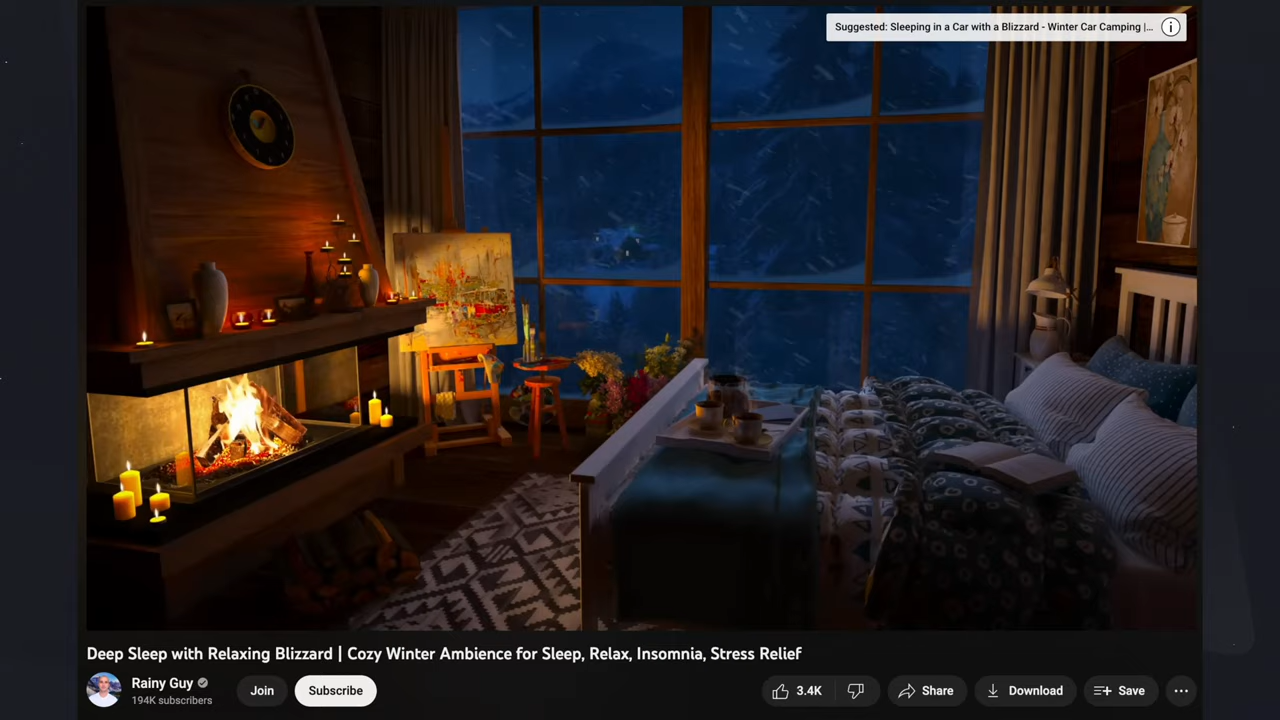 Suggested: Sleeping in a Car with a Blizzard - Winter Car Camping |...
Deep Sleep with Relaxing Blizzard | Cozy Winter Ambience for Sleep, Relax, Insomnia, Stress Relief
Rainy Guy
194K subscribers
Join
Subscribe
3.4K
Share
Download
Save